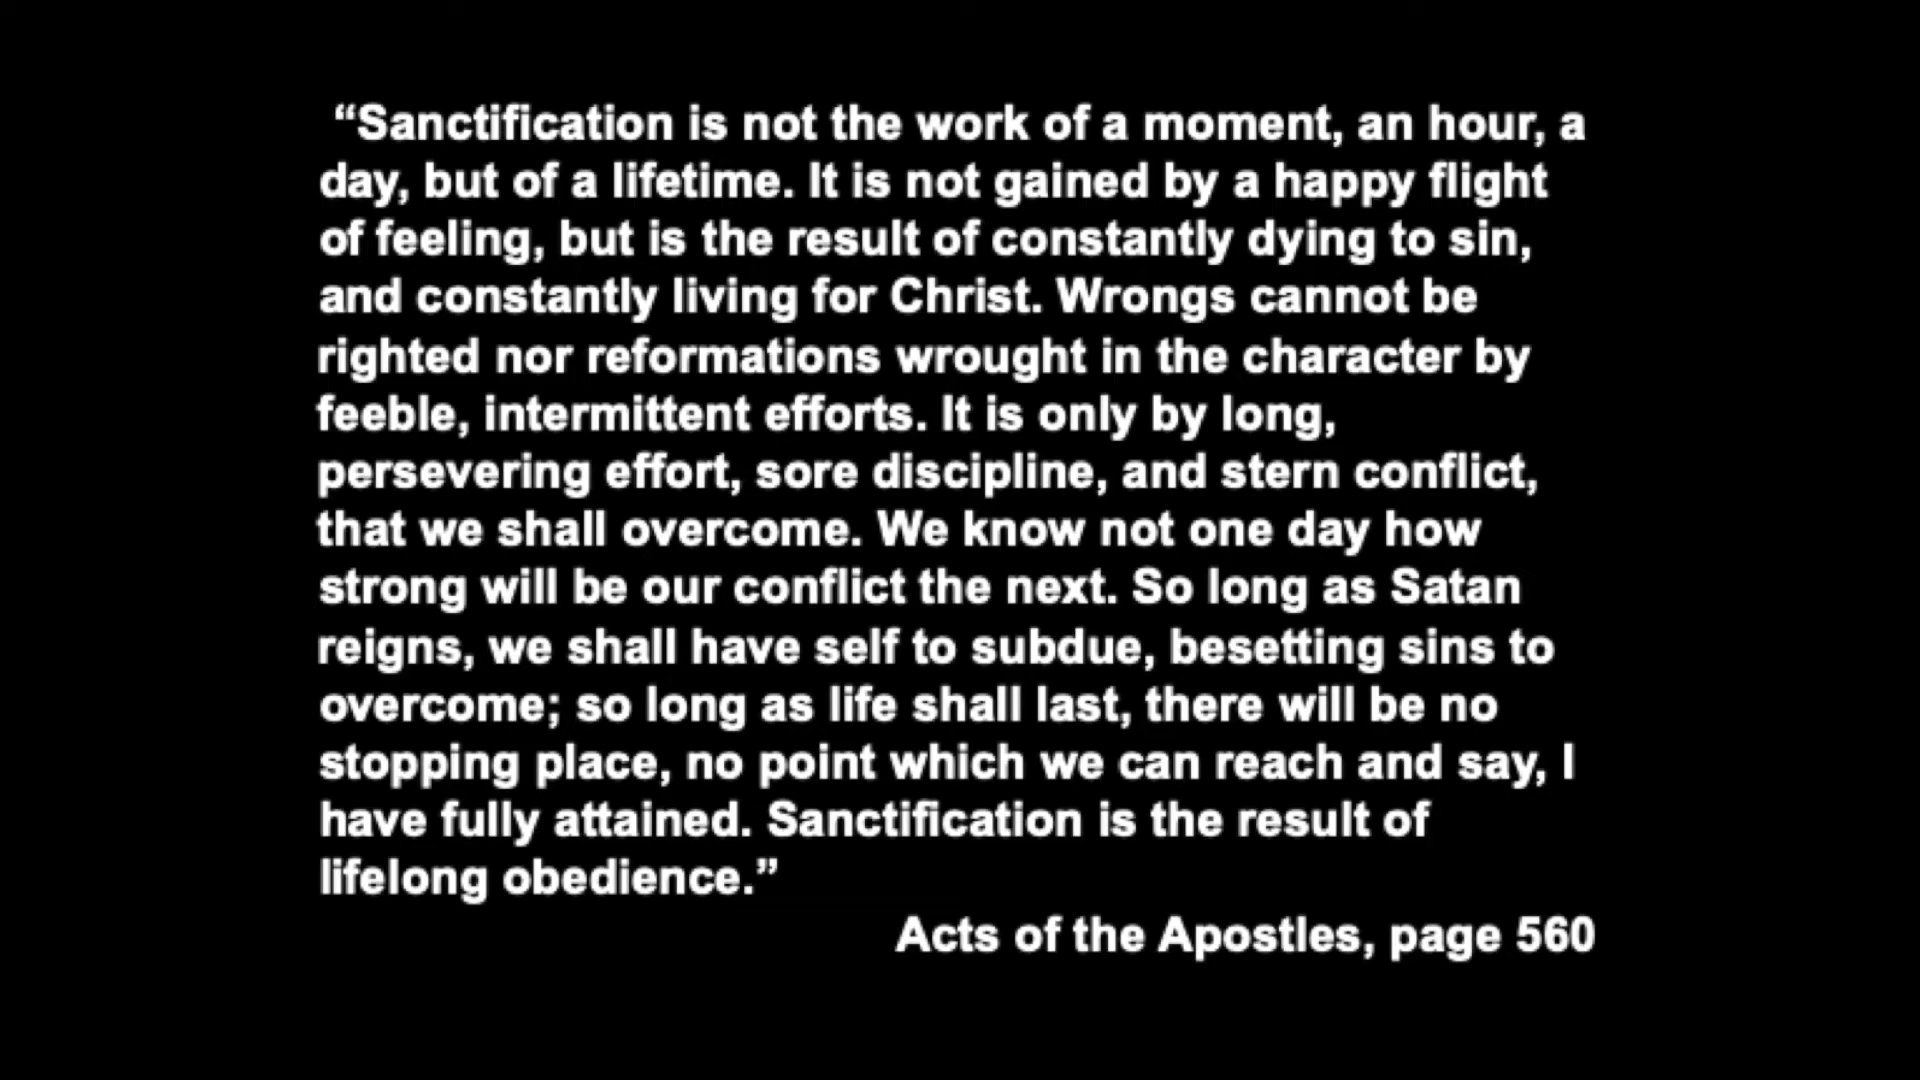 “Sanctification is not the work of a moment, an hour, a
day, but of a lifetime. It is not gained by a happy flight
of feeling, but is the result of constantly dying to sin,
and constantly living for Christ. Wrongs cannot be
righted nor reformations wrought in the character by
feeble, intermittent efforts. It is only by long,
persevering effort, sore discipline, and stern conflict,
that we shall overcome. We know not one day how
strong will be our conflict the next. So long as Satan
reigns, we shall have self to subdue, besetting sins to
overcome; so long as life shall last, there will be no
stopping place, no point which we can reach and say, I
have fully attained. Sanctification is the result of
lifelong obedience.”
Acts of the Apostles, page 560